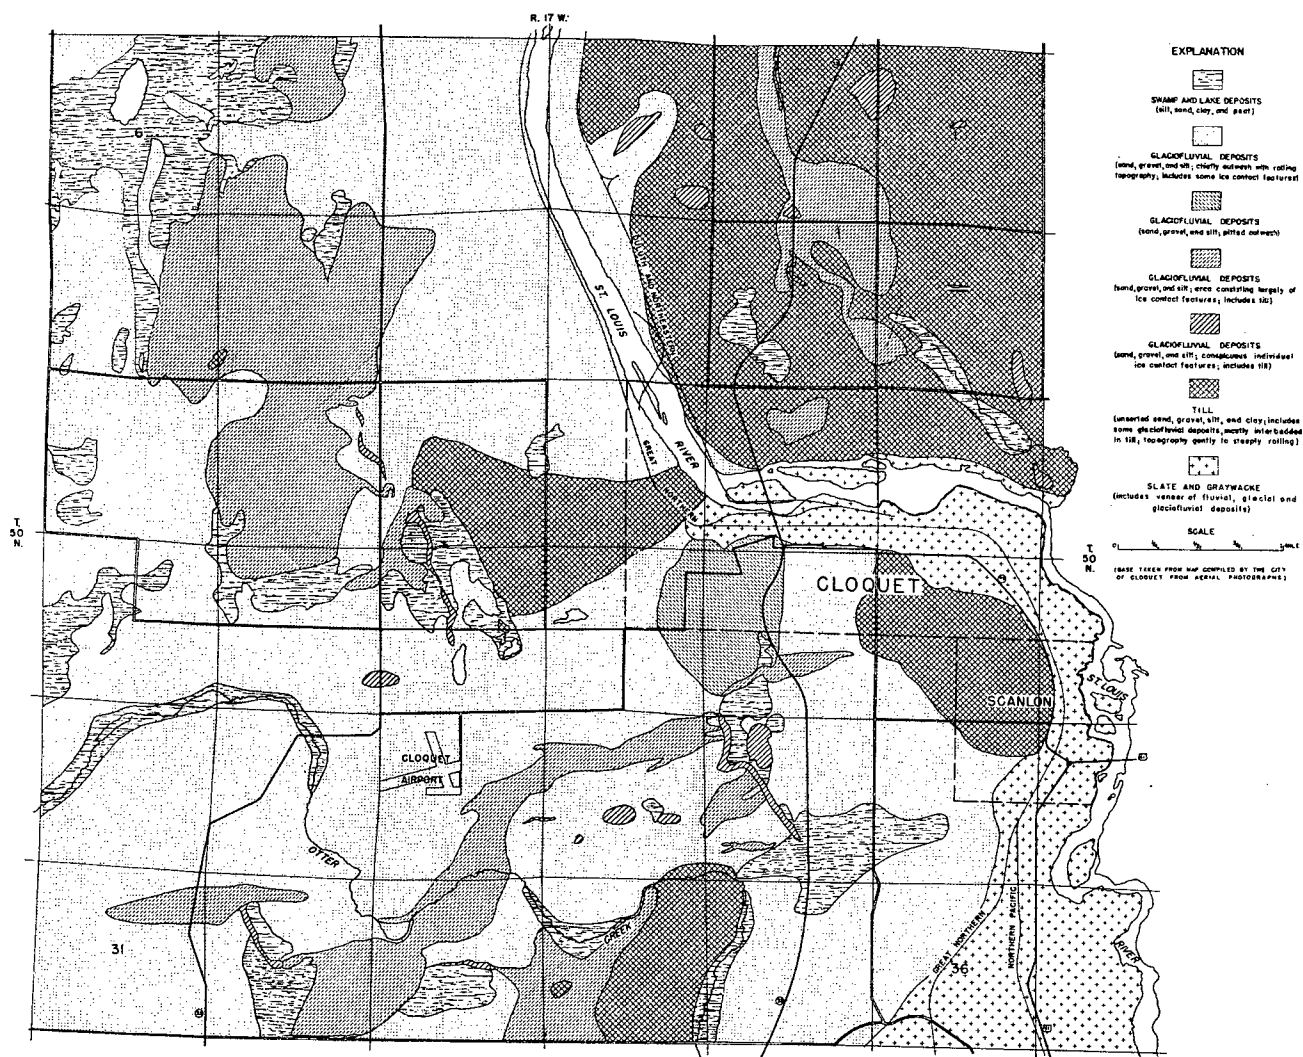 R. 17 W.
EXPLANATION
SWAMP AND LAKE DEPOSITS
(silt, sand, clay, and peat)
GLACIOFLUVIAL DEPOSITS
(sand, gravel, and silt; chiefly outwash with rolling
topography; includes some ice contact features)
GLACIOFLUVIAL DEPOSITS
(sand, gravel, and silt; pitted outwash)
GLACIOFLUVIAL DEPOSITS
(sand, gravel, and silt; area consisting largely of
ice contact features; includes till)
GLACIOFLUVIAL DEPOSITS
(sand, gravel, and silt; conspicuous individual
ice contact features; includes till)
TILL
(unsorted sand, gravel, silt, and clay; includes
some glaciofluvial deposits, mostly interbedded
in till; topography gently to steeply rolling)
SLATE AND GRAYWACKE
(includes veneer of fluvial, glacial and
glaciofluvial deposits)
SCALE
0
1 MILE
(BASE TAKEN FROM MAP COMPILED BY THE CITY
OF CLOQUET FROM AERIAL PHOTOGRAPHS)
6
ST.
LOUIS
RIVER
GREAT
NORTHERN
T.
50
N.
T.
50
N.
CLOQUET
SCANLON
ST. LOUIS
CLOQUET
AIRPORT
OTTER
CREEK
31
36
GREAT NORTHERN
NORTHERN PACIFIC
RIVER